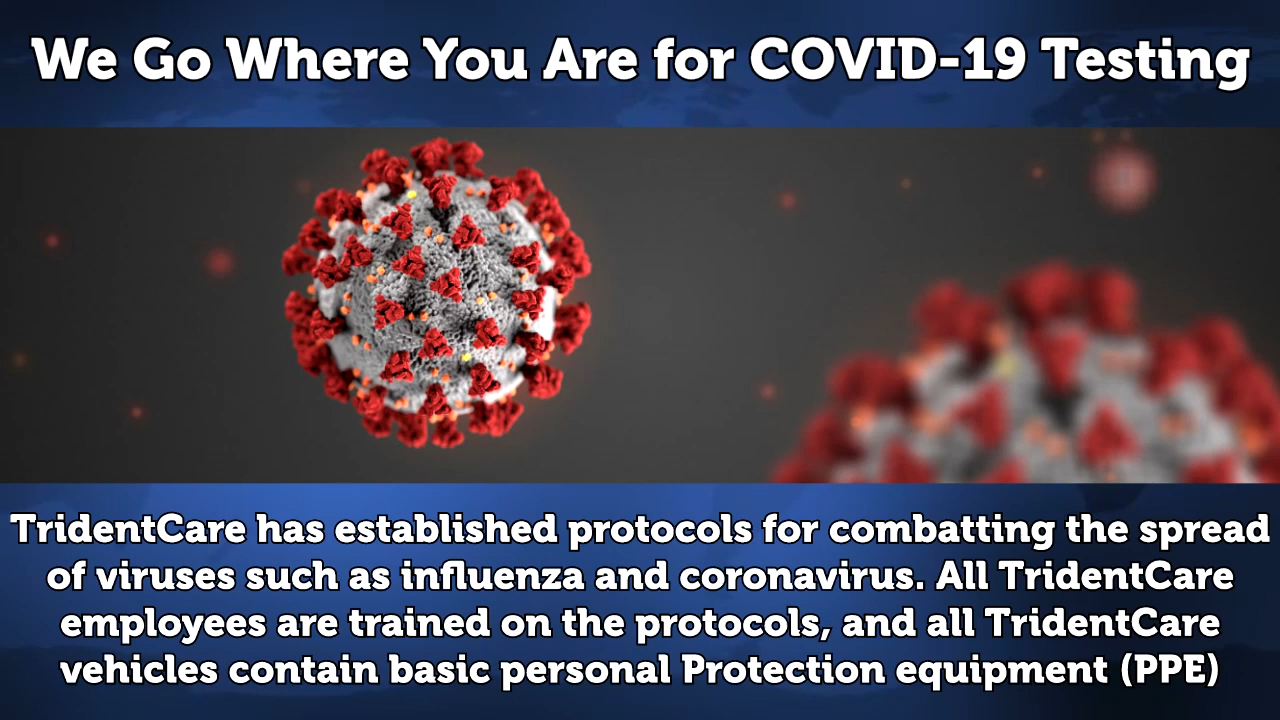 We Go Where You Are for COVID-19 Testing
TridentCare has established protocols for combatting the spread
of viruses such as influenza and coronavirus. All TridentCare
employees are trained on the protocols, and all TridentCare
vehicles contain basic personal Protection equipment (PPE)